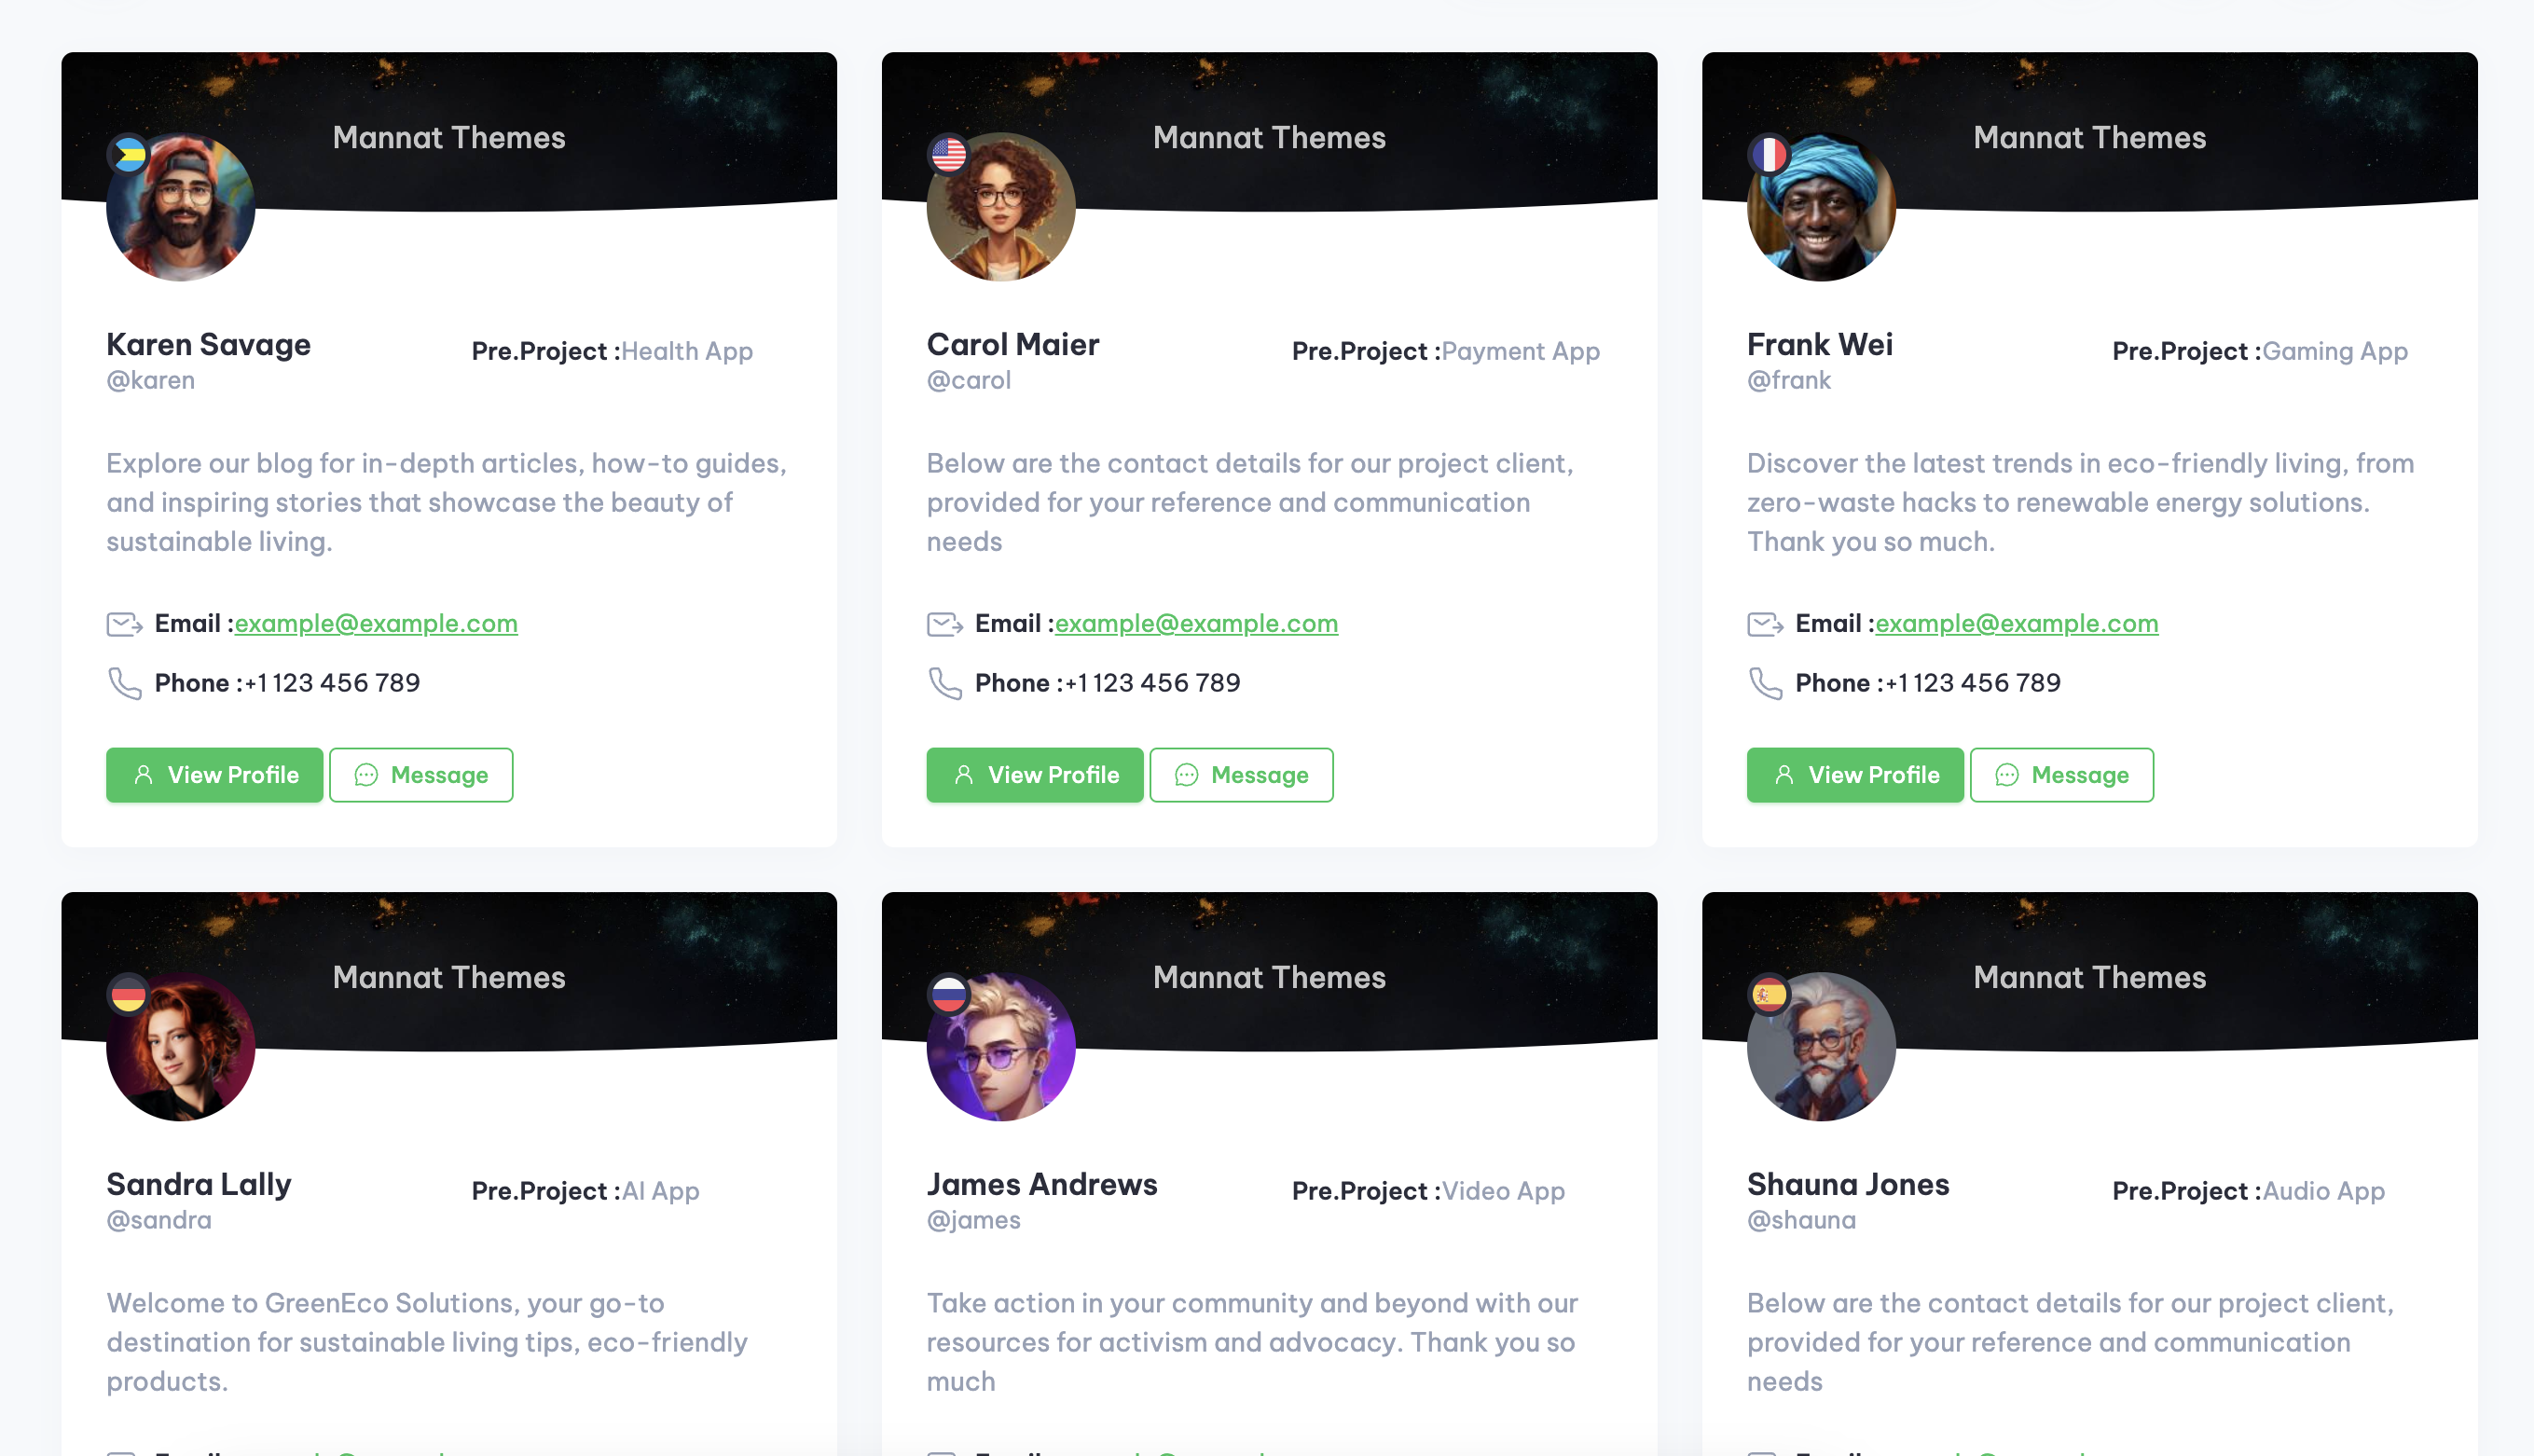 Mannat Themes
Karen Savage
@karen
Pre.Project :Health App
Explore our blog for in-depth articles, how-to guides,
and inspiring stories that showcase the beauty of
sustainable living.
Email :example@example.com
Phone :+1 123 456 789
View Profile
Message
Mannat Themes
Carol Maier
@carol
Pre.Project :Payment App
Below are the contact details for our project client,
provided for your reference and communication
needs
Email :example@example.com
Phone :+1 123 456 789
View Profile
Message
Mannat Themes
Frank Wei
@frank
Pre.Project :Gaming App
Discover the latest trends in eco-friendly living, from
zero-waste hacks to renewable energy solutions.
Thank you so much.
Email :example@example.com
Phone :+1 123 456 789
View Profile
Message
Mannat Themes
Sandra Lally
@sandra
Pre.Project :AI App
Welcome to GreenEco Solutions, your go-to
destination for sustainable living tips, eco-friendly
products.
Mannat Themes
James Andrews
@james
Pre.Project :Video App
Take action in your community and beyond with our
resources for activism and advocacy. Thank you so
much
Mannat Themes
Shauna Jones
@shauna
Pre.Project :Audio App
Below are the contact details for our project client,
provided for your reference and communication
needs